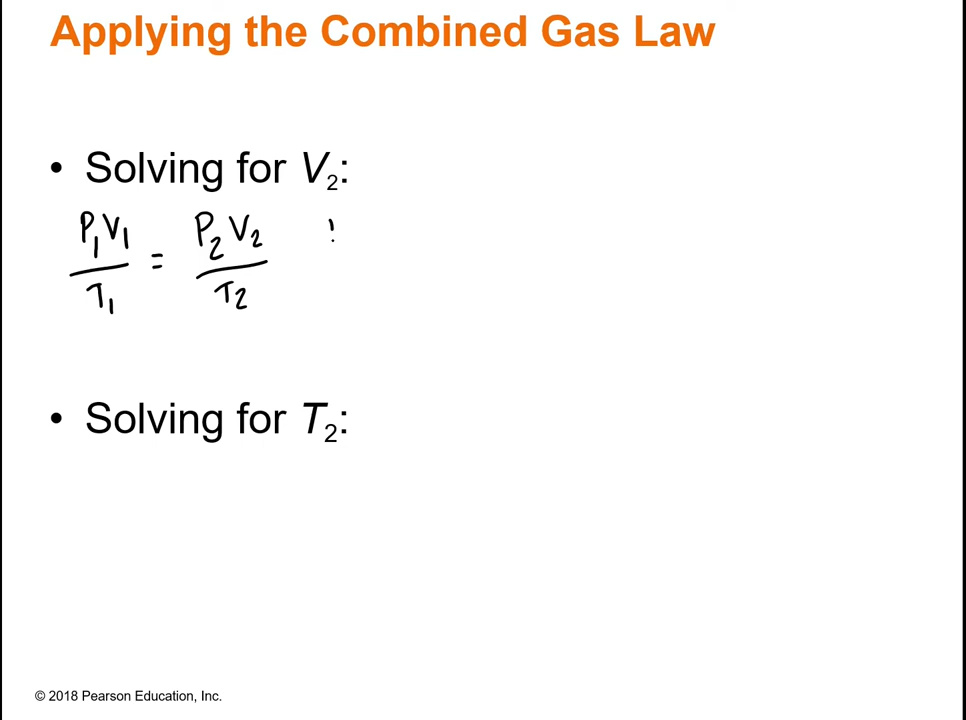 Applying the Combined Gas Law
• Solving for V₂:
P₁V₁ / T₁ = P₂V₂ / T₂
• Solving for T₂:
© 2018 Pearson Education, Inc.